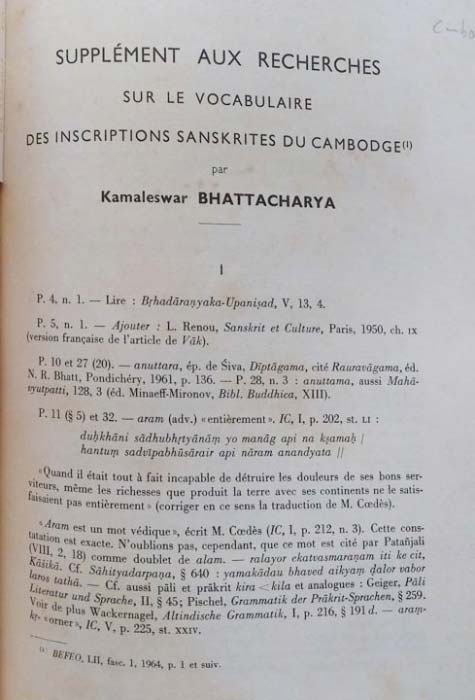 Cambo
SUPPLÉMENT AUX RECHERCHES
SUR LE VOCABULAIRE
DES INSCRIPTIONS SANSKRITES DU CAMBODGE(1)
par
Kamaleswar BHATTACHARYA
I
P. 4, n. 1. — Lire : Bṛhadāraṇyaka-Upaniṣad, V, 13, 4.
P. 5, n. 1. — Ajouter : L. Renou, Sanskrit et Culture, Paris, 1950, ch. IX
(version française de l'article de Vāk).
P. 10 et 27 (20). — anuttara, ép. de Śiva, Dīptāgama, cité Rauravāgama, éd.
N. R. Bhatt, Pondichéry, 1961, p. 136. — P. 28, n. 3 : anuttama, aussi Mahā-
vyutpatti, 128, 3 (éd. Minaeff-Mironov, Bibl. Buddhica, XIII).
P. 11 (§ 5) et 32. — aram (adv.) «entièrement». IC, I, p. 202, st. LI :
duḥkhāni sādhubhṛtyānāṃ yo manāg api na kṣamaḥ |
hantum sadvīpabhūsārair api nāram anandyata ||
«Quand il était tout à fait incapable de détruire les douleurs de ses bons ser-
viteurs, même les richesses que produit la terre avec ses continents ne le satis-
faisaient pas entièrement» (corriger en ce sens la traduction de M. Cœdès).
«Aram est un mot védique», écrit M. Cœdès (IC, I, p. 212, n. 3). Cette cons-
tatation est exacte. N'oublions pas, cependant, que ce mot est cité par Patañjali
(VIII, 2, 18) comme doublet de alam. — ralayor ekatvasmaraṇam iti ke cit,
Kāśikā. Cf. Sāhityadarpaṇa, § 640 : yamakādau bhaved aikyaṃ ḍalor vabor
laros tathā. — Cf. aussi pāli et prākrit kira < kila et analogues : Geiger, Pāli
Literatur und Sprache, II, § 45; Pischel, Grammatik der Prākrit-Sprachen, § 259.
Voir de plus Wackernagel, Altindische Grammatik, I, p. 216, § 191 d. — aram-
kṛ- «orner», IC, V, p. 225, st. XXIV.
(1) BEFEO, LII, fasc. 1, 1964, p. 1 et suiv.